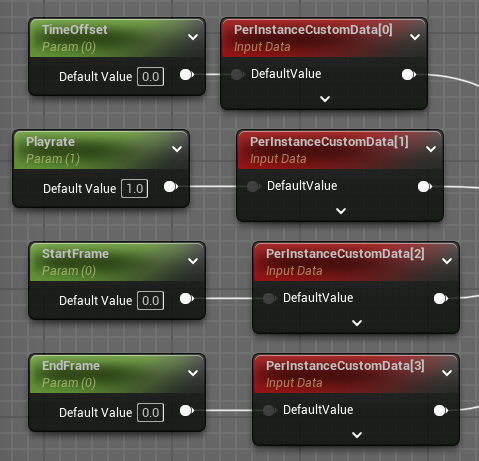 TimeOffset
Param (0)
Default Value 0.0
PerInstanceCustomData[0]
Input Data
DefaultValue
Playrate
Param (1)
Default Value 1.0
PerInstanceCustomData[1]
Input Data
DefaultValue
StartFrame
Param (0)
Default Value 0.0
PerInstanceCustomData[2]
Input Data
DefaultValue
EndFrame
Param (0)
Default Value 0.0
PerInstanceCustomData[3]
Input Data
DefaultValue